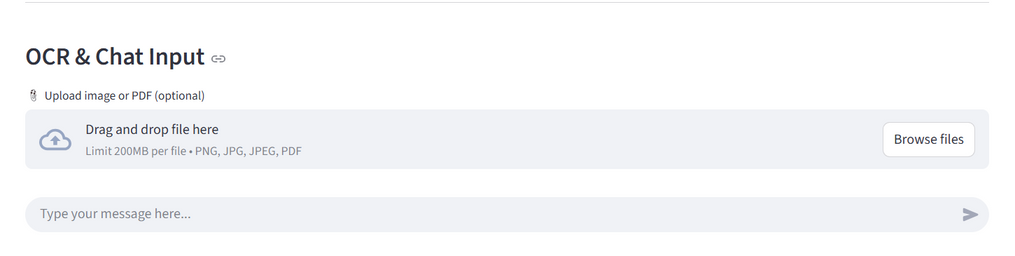 OCR & Chat Input
Upload image or PDF (optional)
Drag and drop file here
Limit 200MB per file • PNG, JPG, JPEG, PDF
Browse files
Type your message here...